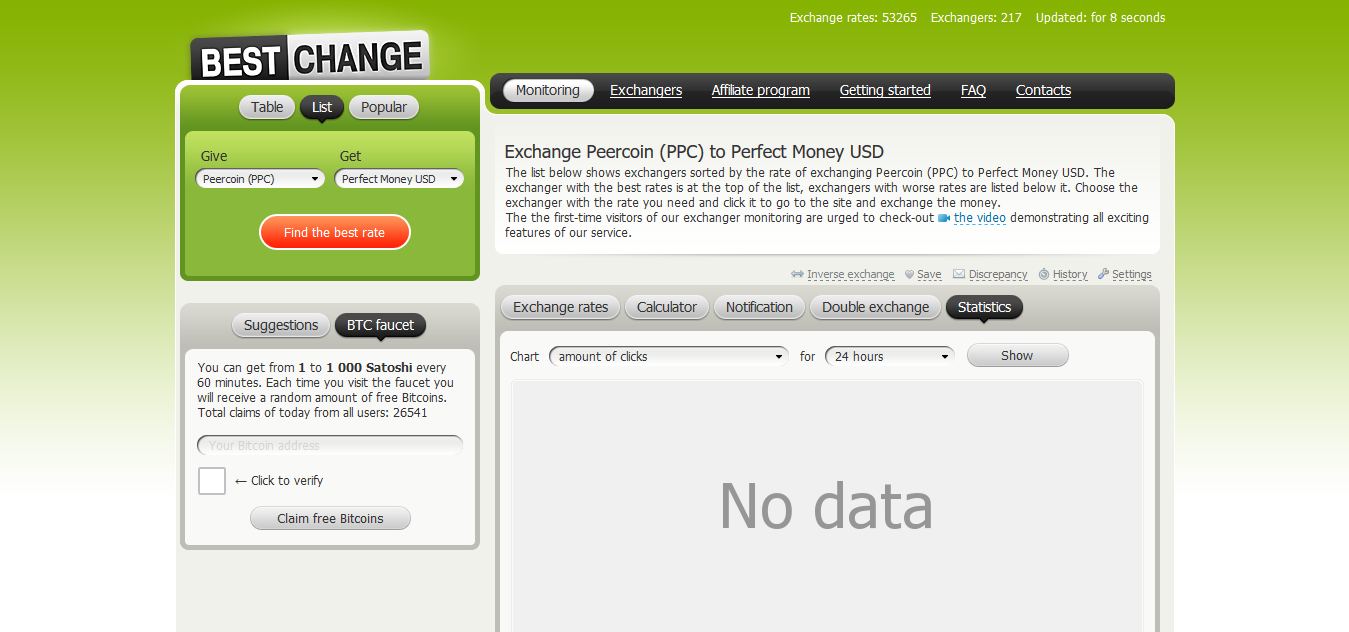 Exchange rates: 53265 Exchangers: 217 Updated: for 8 seconds
BEST CHANGE
Monitoring Exchangers Affiliate program Getting started FAQ Contacts
Table List Popular
Give Get
Peercoin (PPC) Perfect Money USD
Find the best rate
Suggestions BTC faucet
You can get from 1 to 1 000 Satoshi every
60 minutes. Each time you visit the faucet you
will receive a random amount of free Bitcoins.
Total claims of today from all users: 26541
Your Bitcoin address
← Click to verify
Claim free Bitcoins
Exchange Peercoin (PPC) to Perfect Money USD
The list below shows exchangers sorted by the rate of exchanging Peercoin (PPC) to Perfect Money USD. The
exchanger with the best rates is at the top of the list, exchangers with worse rates are listed below it. Choose the
exchanger with the rate you need and click it to go to the site and exchange the money.
The the first-time visitors of our exchanger monitoring are urged to check-out the video demonstrating all exciting
features of our service.
Inverse exchange Save Discrepancy History Settings
Exchange rates Calculator Notification Double exchange Statistics
Chart amount of clicks for 24 hours Show
No data